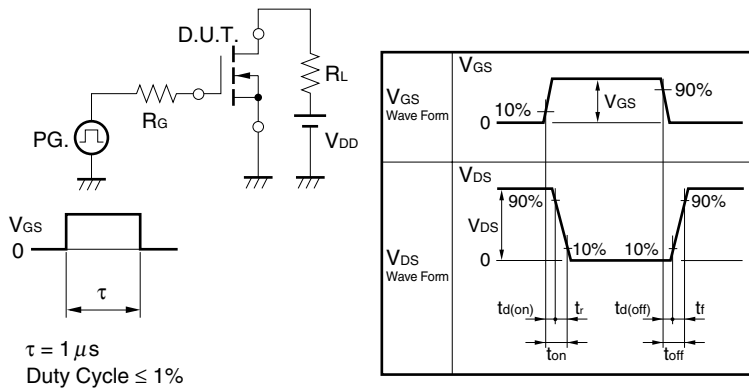 D.U.T.
RL
RG
PG.
VDD
VGS
0
τ
τ = 1 μs
Duty Cycle ≤ 1%
VGS
Wave Form
VGS
10%
VGS
90%
0
VDS
Wave Form
VDS
90%
VDS
10%
10%
90%
0
td(on)
tr
td(off)
tf
ton
toff